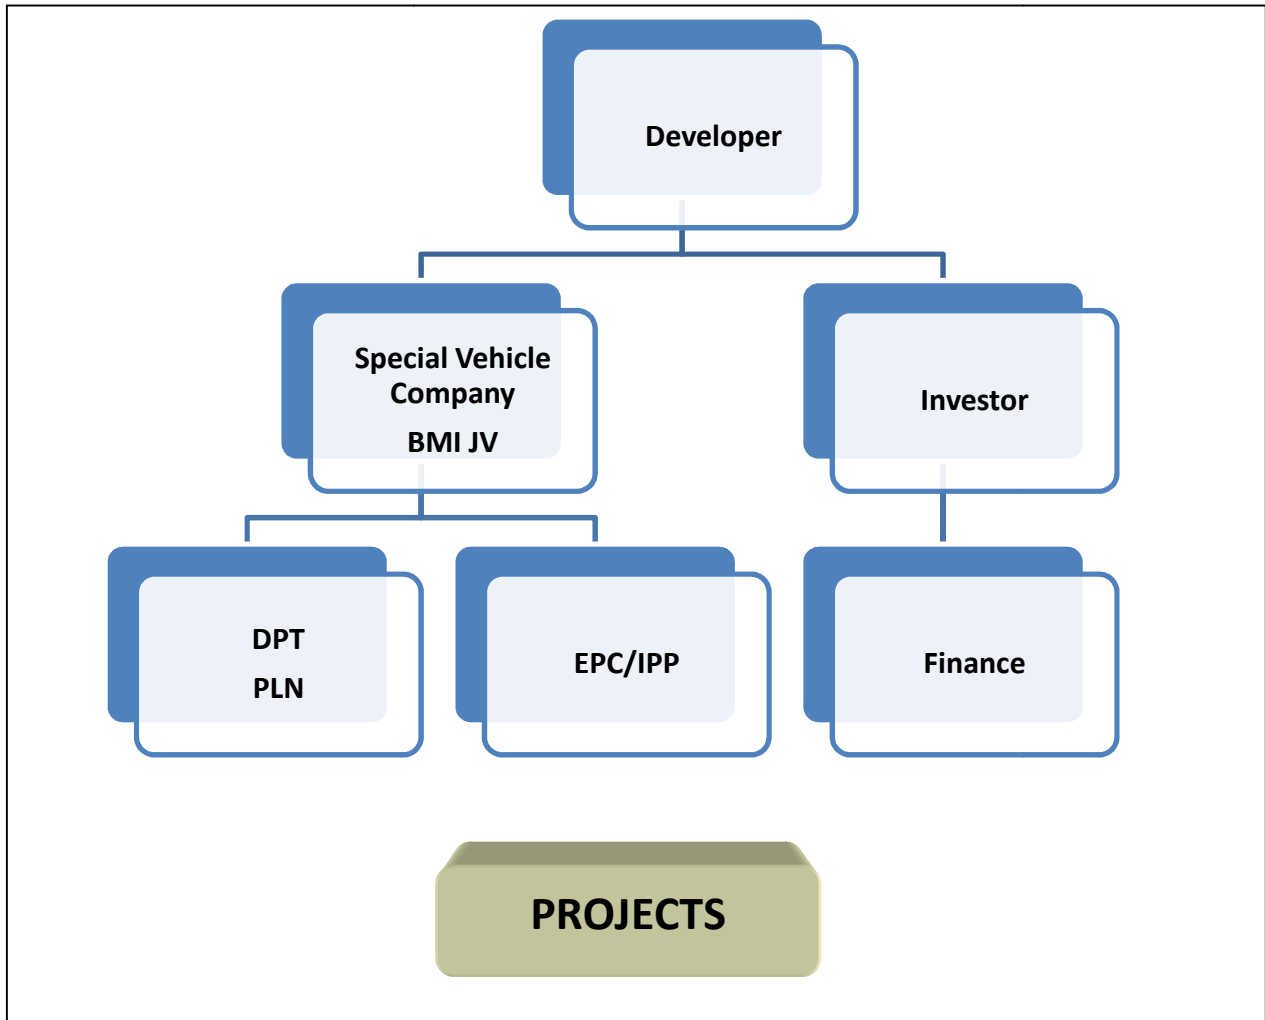 Developer
Special Vehicle
Company
BMI JV
Investor
DPT
PLN
EPC/IPP
Finance
PROJECTS